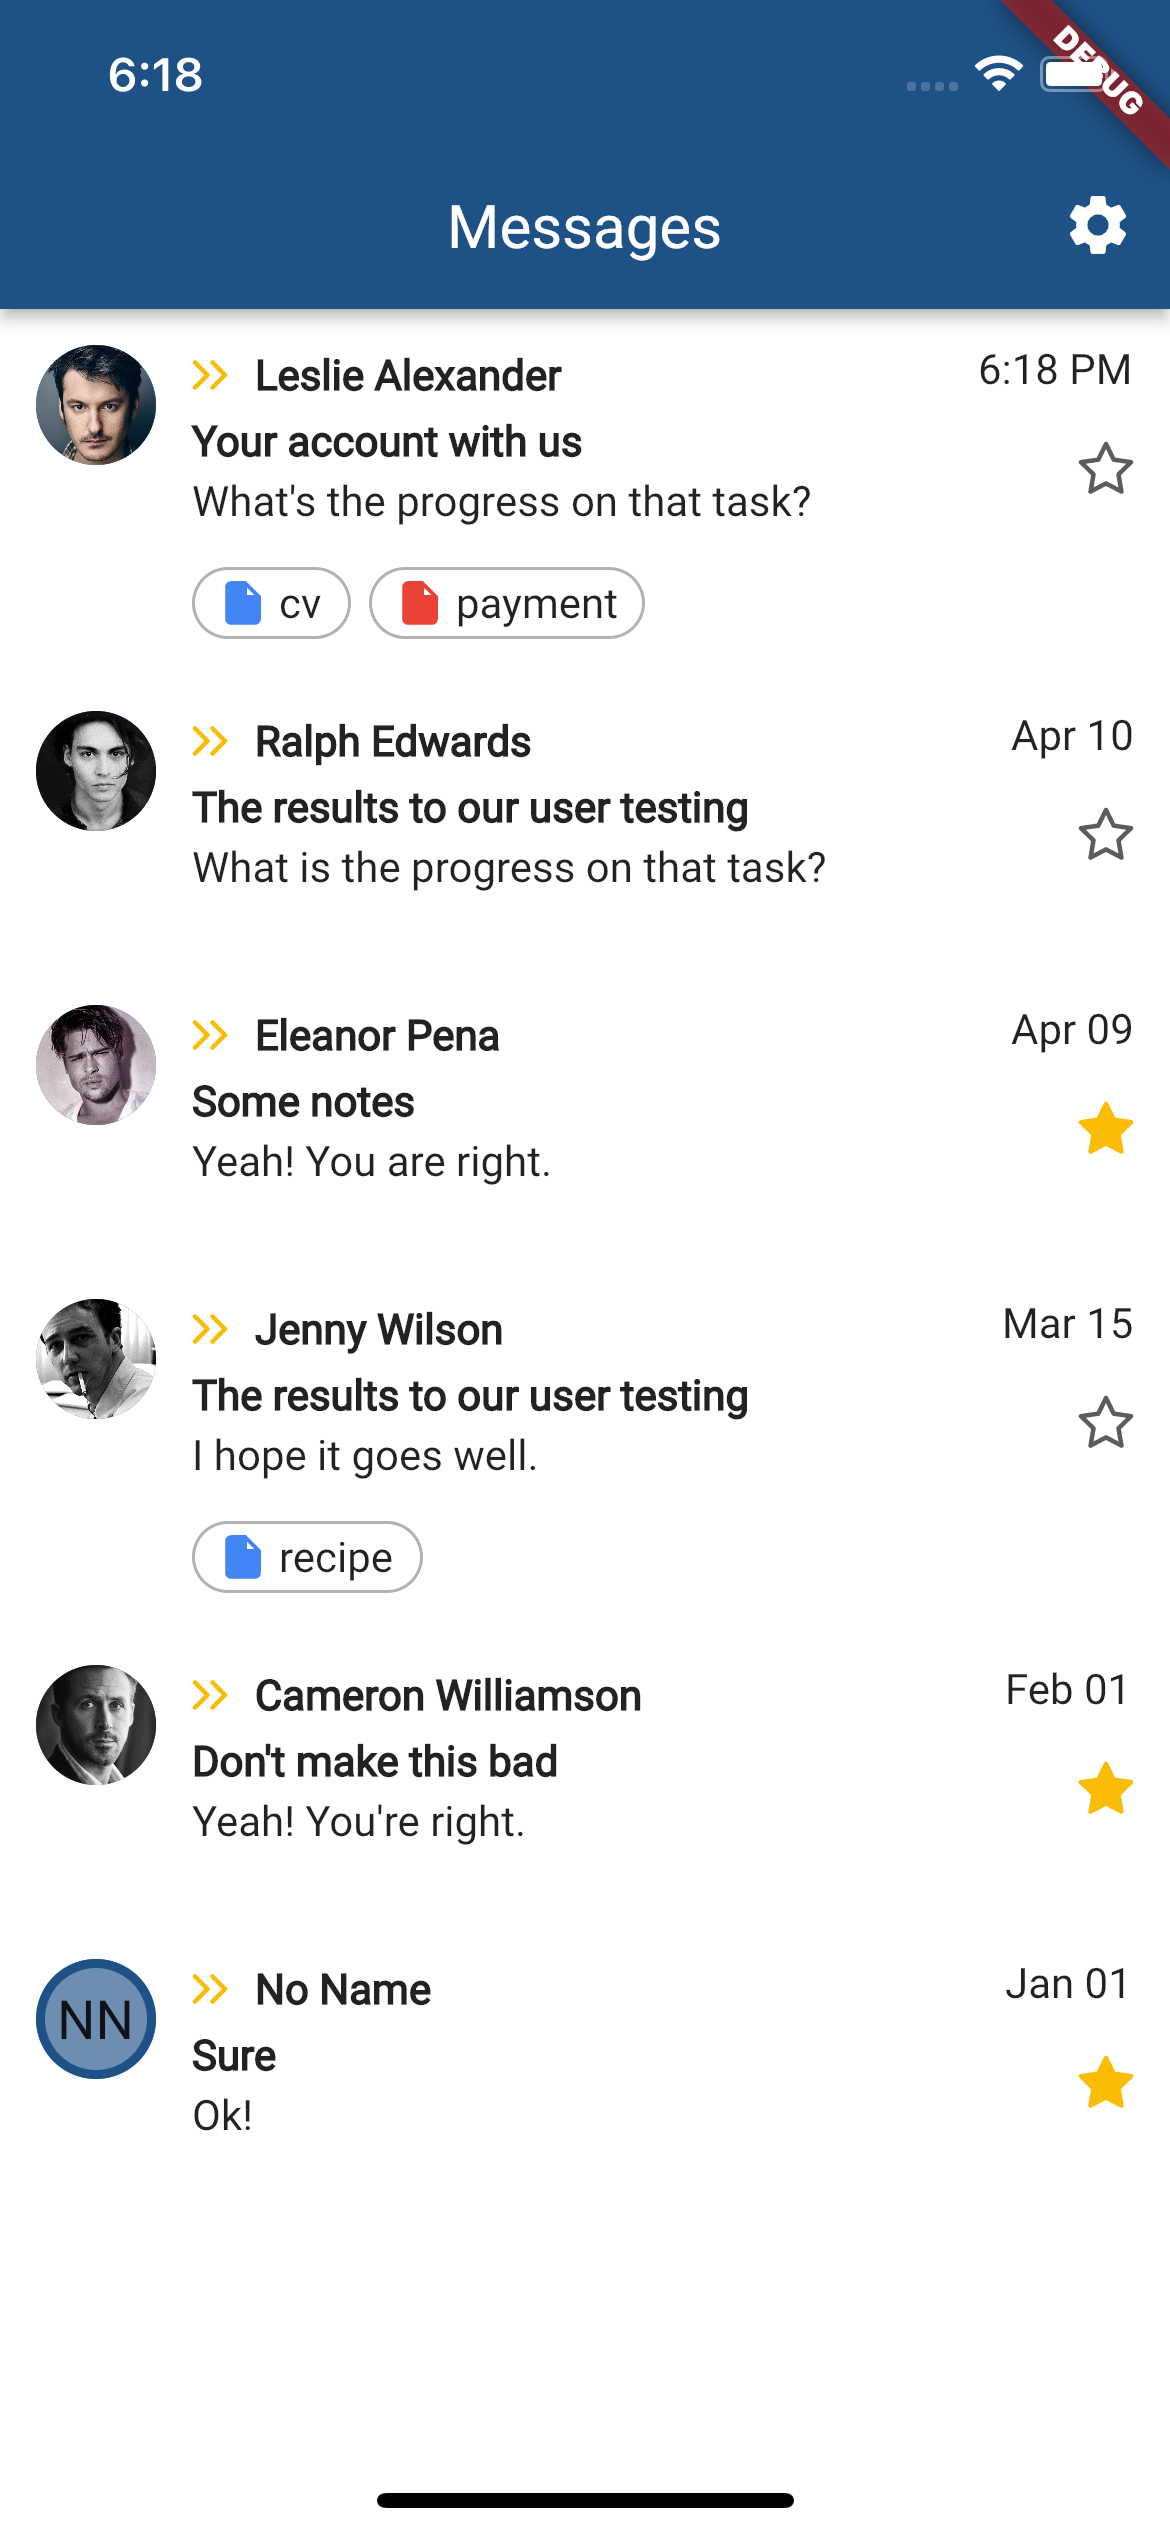 6:18
DEBUG
Messages
Leslie Alexander
6:18 PM
Your account with us
What's the progress on that task?
cv
payment
Ralph Edwards
Apr 10
The results to our user testing
What is the progress on that task?
Eleanor Pena
Apr 09
Some notes
Yeah! You are right.
Jenny Wilson
Mar 15
The results to our user testing
I hope it goes well.
recipe
Cameron Williamson
Feb 01
Don't make this bad
Yeah! You're right.
NN
No Name
Jan 01
Sure
Ok!